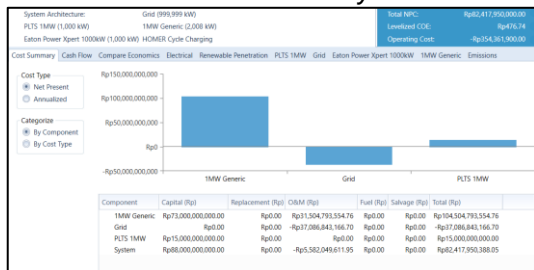 System Architecture: Grid (999,999 kW)
PLTS 1MW (1,000 kW) 1MW Generic (2,008 kW)
Eaton Power Xpert 1000kW (1,000 kW) HOMER Cycle Charging
Total NPC: Rp82,417,950,000.00
Levelized COE: Rp476.74
Operating Cost: -Rp354,361,900.00
Cost Summary Cash Flow Compare Economics Electrical Renewable Penetration PLTS 1MW Grid Eaton Power Xpert 1000kW 1MW Generic Emissions
Cost Type
Net Present
Annualized
Categorize
By Component
By Cost Type
Rp150,000,000,000
Rp100,000,000,000
Rp50,000,000,000
Rp0
-Rp50,000,000,000
1MW Generic Grid PLTS 1MW
Component Capital (Rp) Replacement (Rp) O&M (Rp) Fuel (Rp) Salvage (Rp) Total (Rp)
1MW Generic Rp73,000,000,000.00 Rp0.00 Rp31,504,793,554.76 Rp0.00 Rp0.00 Rp104,504,793,554.76
Grid Rp0.00 Rp0.00 -Rp37,086,843,166.70 Rp0.00 Rp0.00 -Rp37,086,843,166.70
PLTS 1MW Rp15,000,000,000.00 Rp0.00 Rp0.00 Rp0.00 Rp0.00 Rp15,000,000,000.00
System Rp88,000,000,000.00 Rp0.00 -Rp5,582,049,611.95 Rp0.00 Rp0.00 Rp82,417,950,388.05